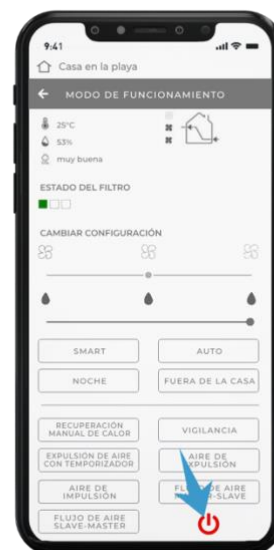 9:41
Casa en la playa
MODO DE FUNCIONAMIENTO
25°C
53%
muy buena
ESTADO DEL FILTRO
CAMBIAR CONFIGURACIÓN
SMART
AUTO
NOCHE
FUERA DE LA CASA
RECUPERACIÓN
MANUAL DE CALOR
VIGILANCIA
EXPULSIÓN DE AIRE
CON TEMPORIZADOR
AIRE DE
AIRE DE
IMPULSIÓN
DE AIRE
FLUJO DE AIRE
SLAVE-MASTER